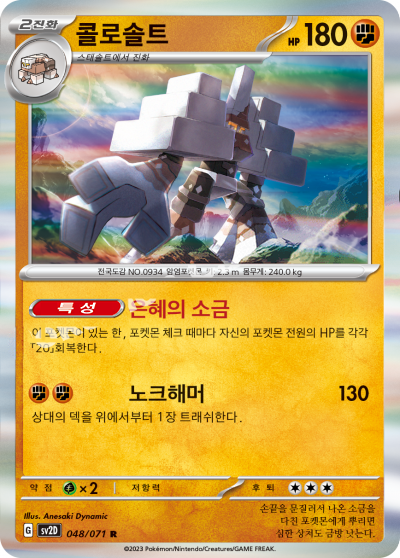 2진화
콜로솔트
HP 180
스태솔트에서 진화
전국도감 NO.0934 암염포켓몬 키: 2.3 m 몸무게: 240.0 kg
특성 은혜의 소금
이 포켓몬이 있는 한, 포켓몬 체크 때마다 자신의 포켓몬 전원의 HP를 각각
「20」회복한다.
노크해머 130
상대의 덱을 위에서부터 1장 트래쉬한다.
약점 ×2 저항력 후퇴
Illus. Anesaki Dynamic
G sv2D 048/071 R
손끝을 문질러서 나온 소금을
다친 포켓몬에게 뿌리면
심한 상처도 금방 낫는다.
©2023 Pokémon/Nintendo/Creatures/GAME FREAK.